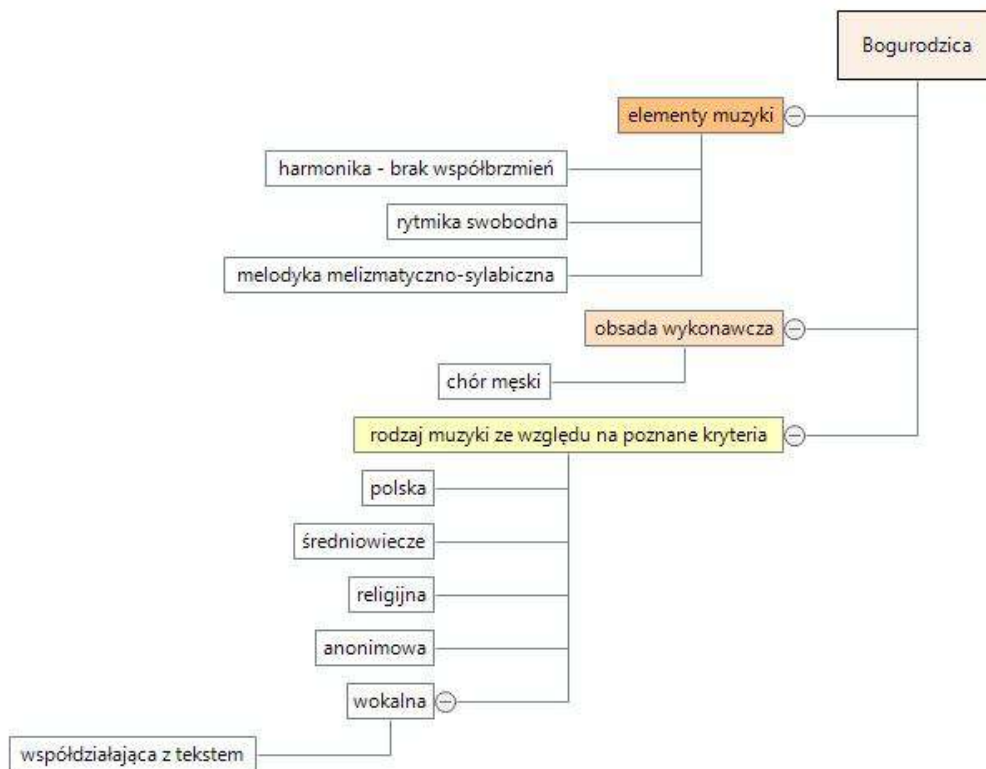 Bogurodzica
elementy muzyki
harmonika - brak współbrzmień
rytmika swobodna
melodyka melizmatyczno-sylabiczna
obsada wykonawcza
chór męski
rodzaj muzyki ze względu na poznane kryteria
polska
średniowiecze
religijna
anonimowa
wokalna
współdziałająca z tekstem